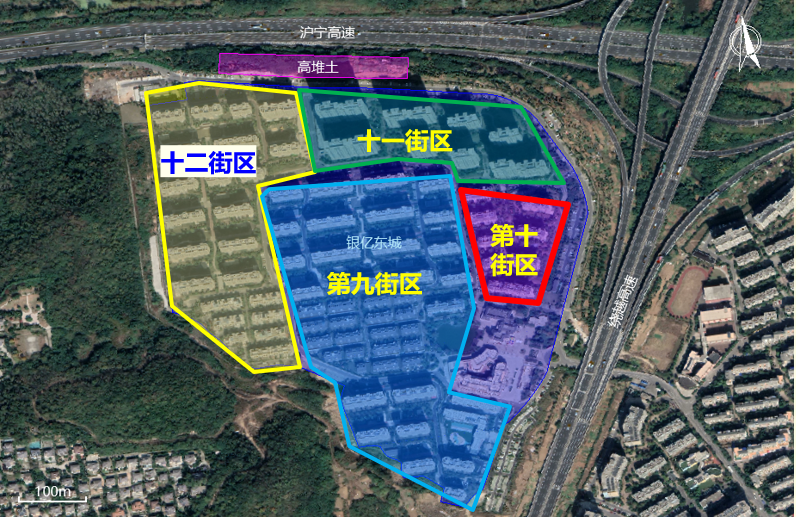 沪宁高速
高堆土
十一街区
十二街区
银亿东城
第十
街区
第九街区
绕越高速
100m